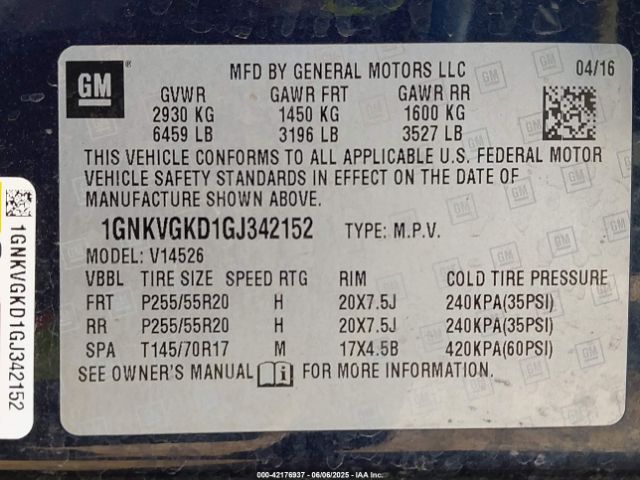 GM ®
MFD BY GENERAL MOTORS LLC 04/16
GVWR GAWR FRT GAWR RR
2930 KG 1450 KG 1600 KG
6459 LB 3196 LB 3527 LB
THIS VEHICLE CONFORMS TO ALL APPLICABLE U.S. FEDERAL MOTOR
VEHICLE SAFETY STANDARDS IN EFFECT ON THE DATE OF
MANUFACTURE SHOWN ABOVE.
1GNKVGKD1GJ342152 TYPE: M.P.V.
MODEL: V14526
VBBL TIRE SIZE SPEED RTG RIM COLD TIRE PRESSURE
FRT P255/55R20 H 20X7.5J 240KPA(35PSI)
RR P255/55R20 H 20X7.5J 240KPA(35PSI)
SPA T145/70R17 M 17X4.5B 420KPA(60PSI)
SEE OWNER'S MANUAL FOR MORE INFORMATION.
1GNKVGKD1GJ342152
000-42176937 - 06/06/2025 - IAAI.COM